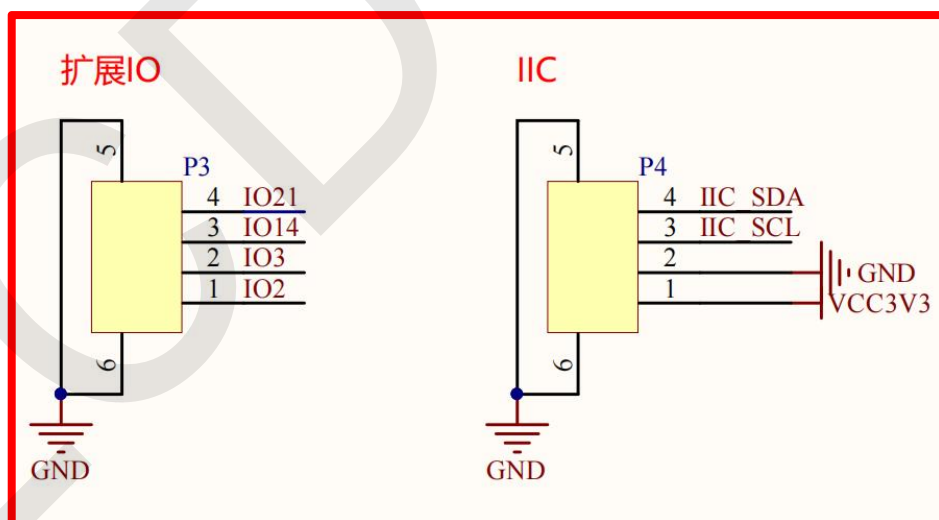 扩展IO
5
P3
4 IO21
3 IO14
2 IO3
1 IO2
6
GND
IIC
5
P4
4 IIC_SDA
3 IIC_SCL
2 GND
1 VCC3V3
6
GND